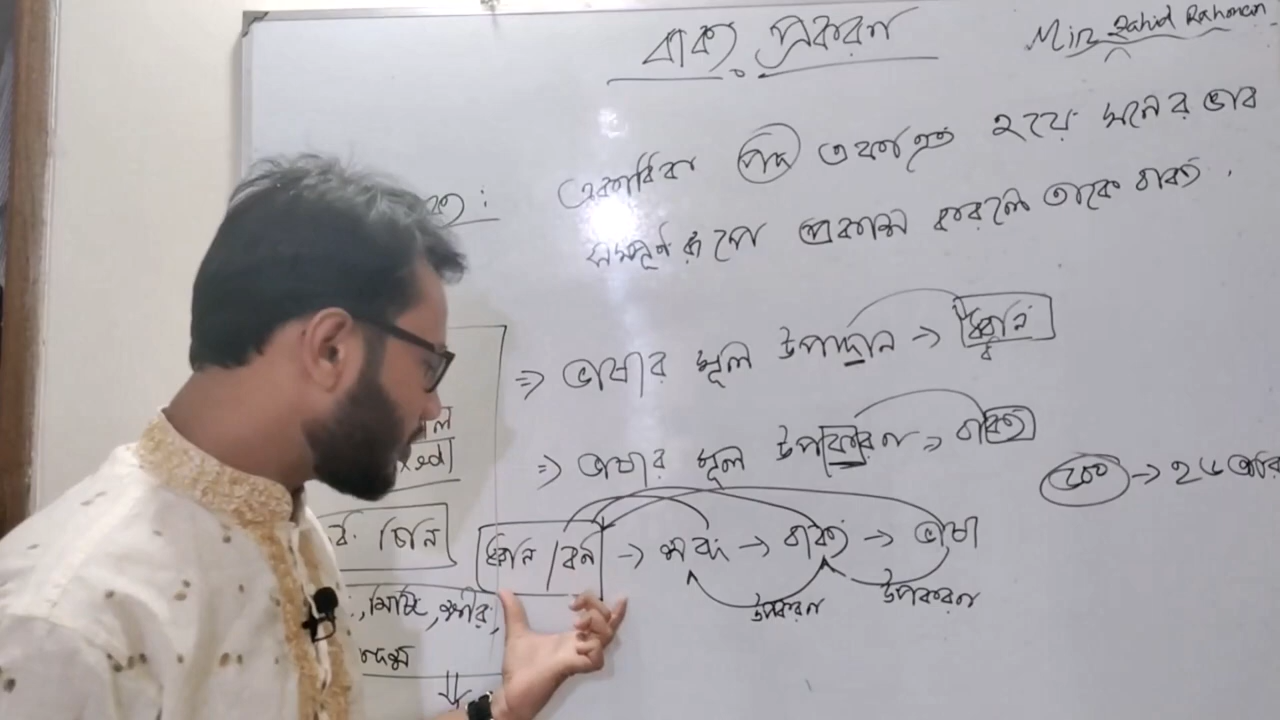 বাক্য প্রকরণ
Mir Sahid Rahman
একাধিক পদ একত্রিত হয়ে মনের ভাব
সম্পূর্ণ রূপে প্রকাশ করলে তাকে বাক্য.
⇒ ভাষার মূল উপাদান → ধ্বনি
⇒ ভাষার মূল উপকরণ ⇒ বাক্য
ধ্বনি / বর্ন → শব্দ → বাক্য → ভাষা
উপকরণ উপকরণ
চিনি
, মিষ্টি, ক্ষীর,